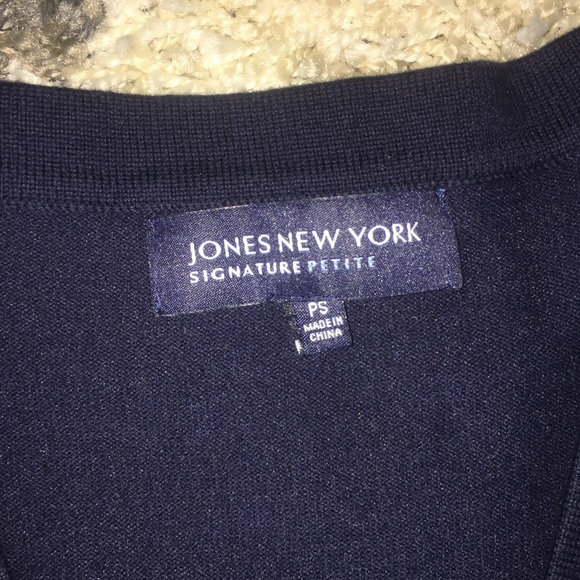 JONES NEW YORK
SIGNATURE PETITE
PS
MADE IN
CHINA